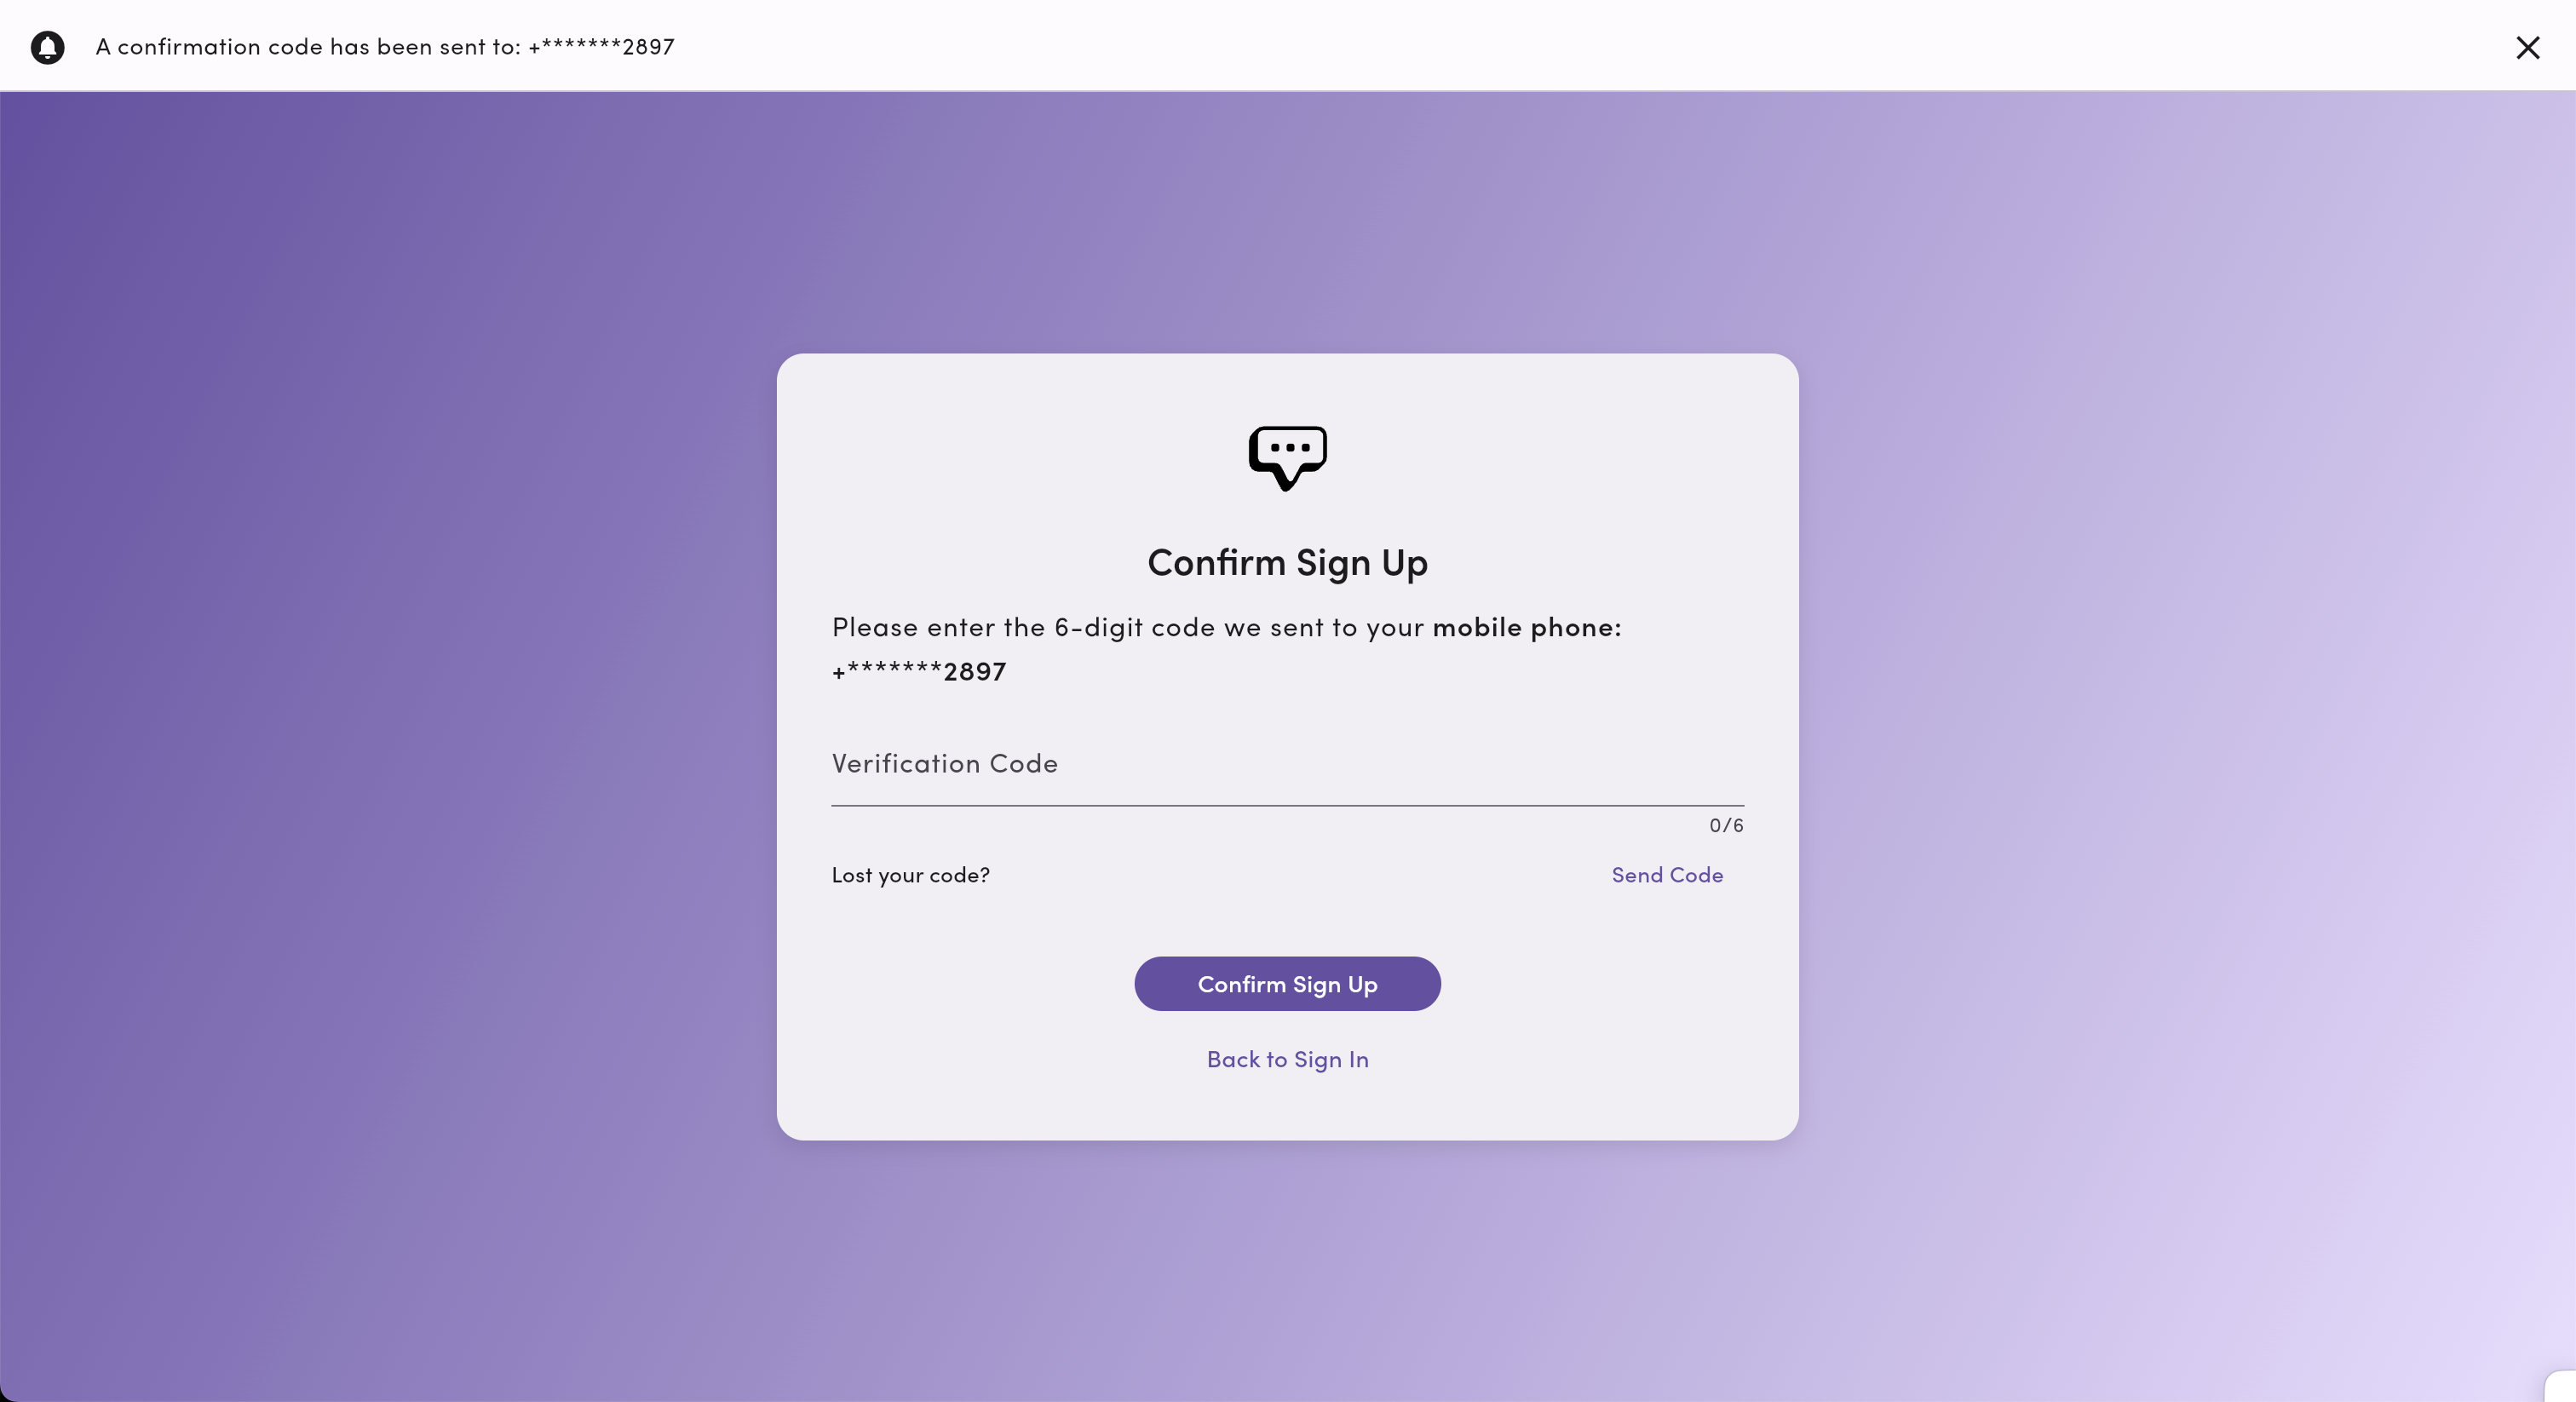 A confirmation code has been sent to: +*******2897
Confirm Sign Up
Please enter the 6-digit code we sent to your mobile phone:
+*******2897
Verification Code
0/6
Lost your code? Send Code
Confirm Sign Up
Back to Sign In